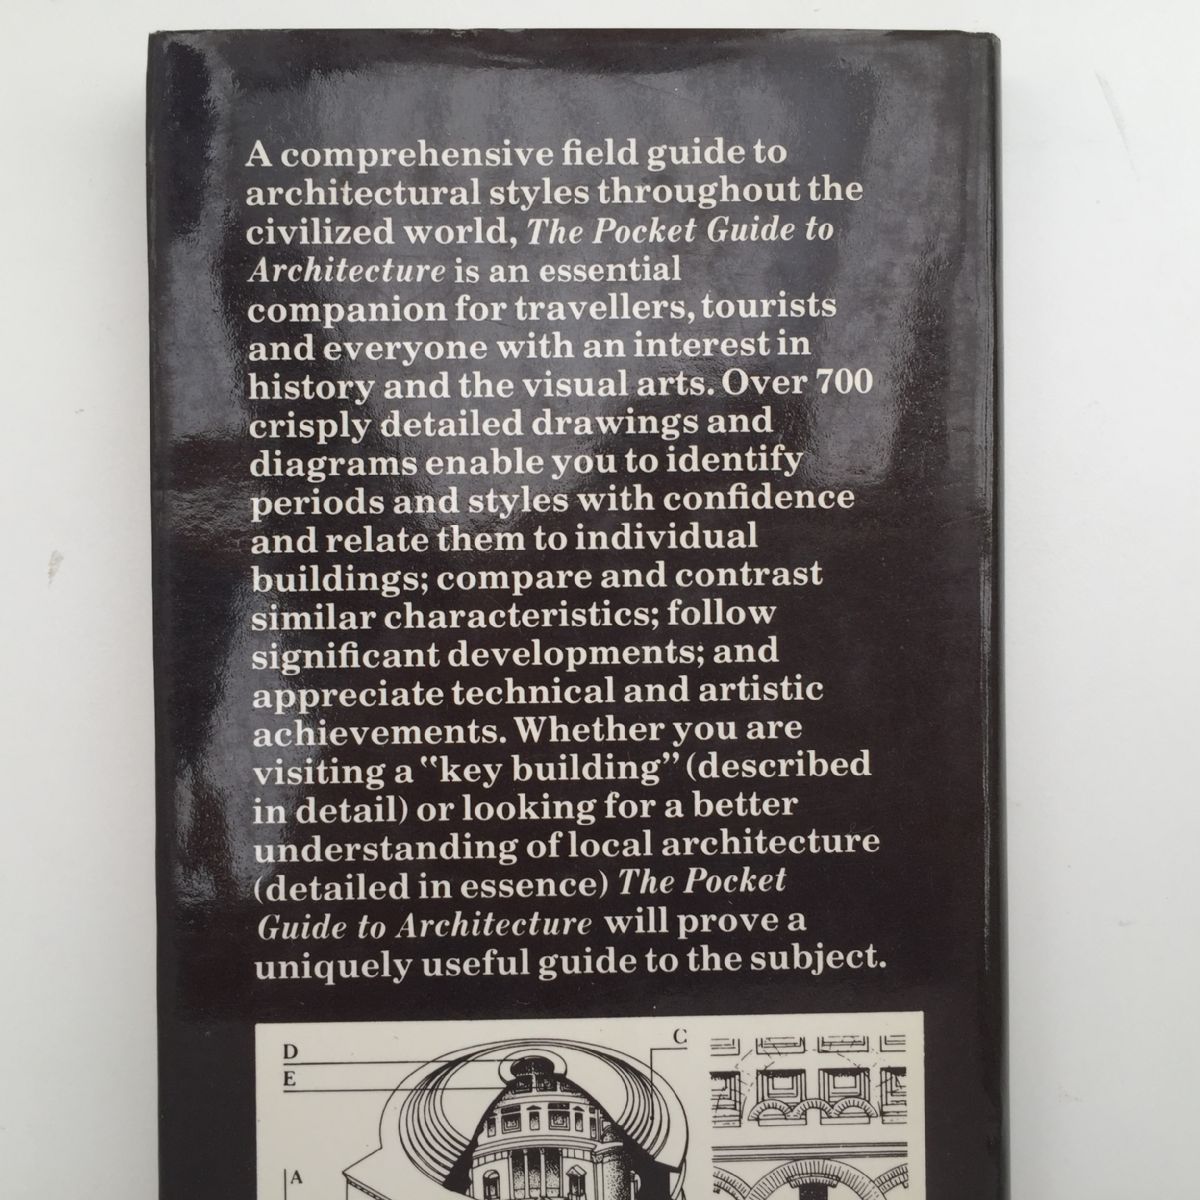 A comprehensive field guide to
architectural styles throughout the
civilized world, The Pocket Guide to
Architecture is an essential
companion for travellers, tourists
and everyone with an interest in
history and the visual arts. Over 700
crisply detailed drawings and
diagrams enable you to identify
periods and styles with confidence
and relate them to individual
buildings; compare and contrast
similar characteristics; follow
significant developments; and
appreciate technical and artistic
achievements. Whether you are
visiting a "key building" (described
in detail) or looking for a better
understanding of local architecture
(detailed in essence) The Pocket
Guide to Architecture will prove a
uniquely useful guide to the subject.
D
C
E
A